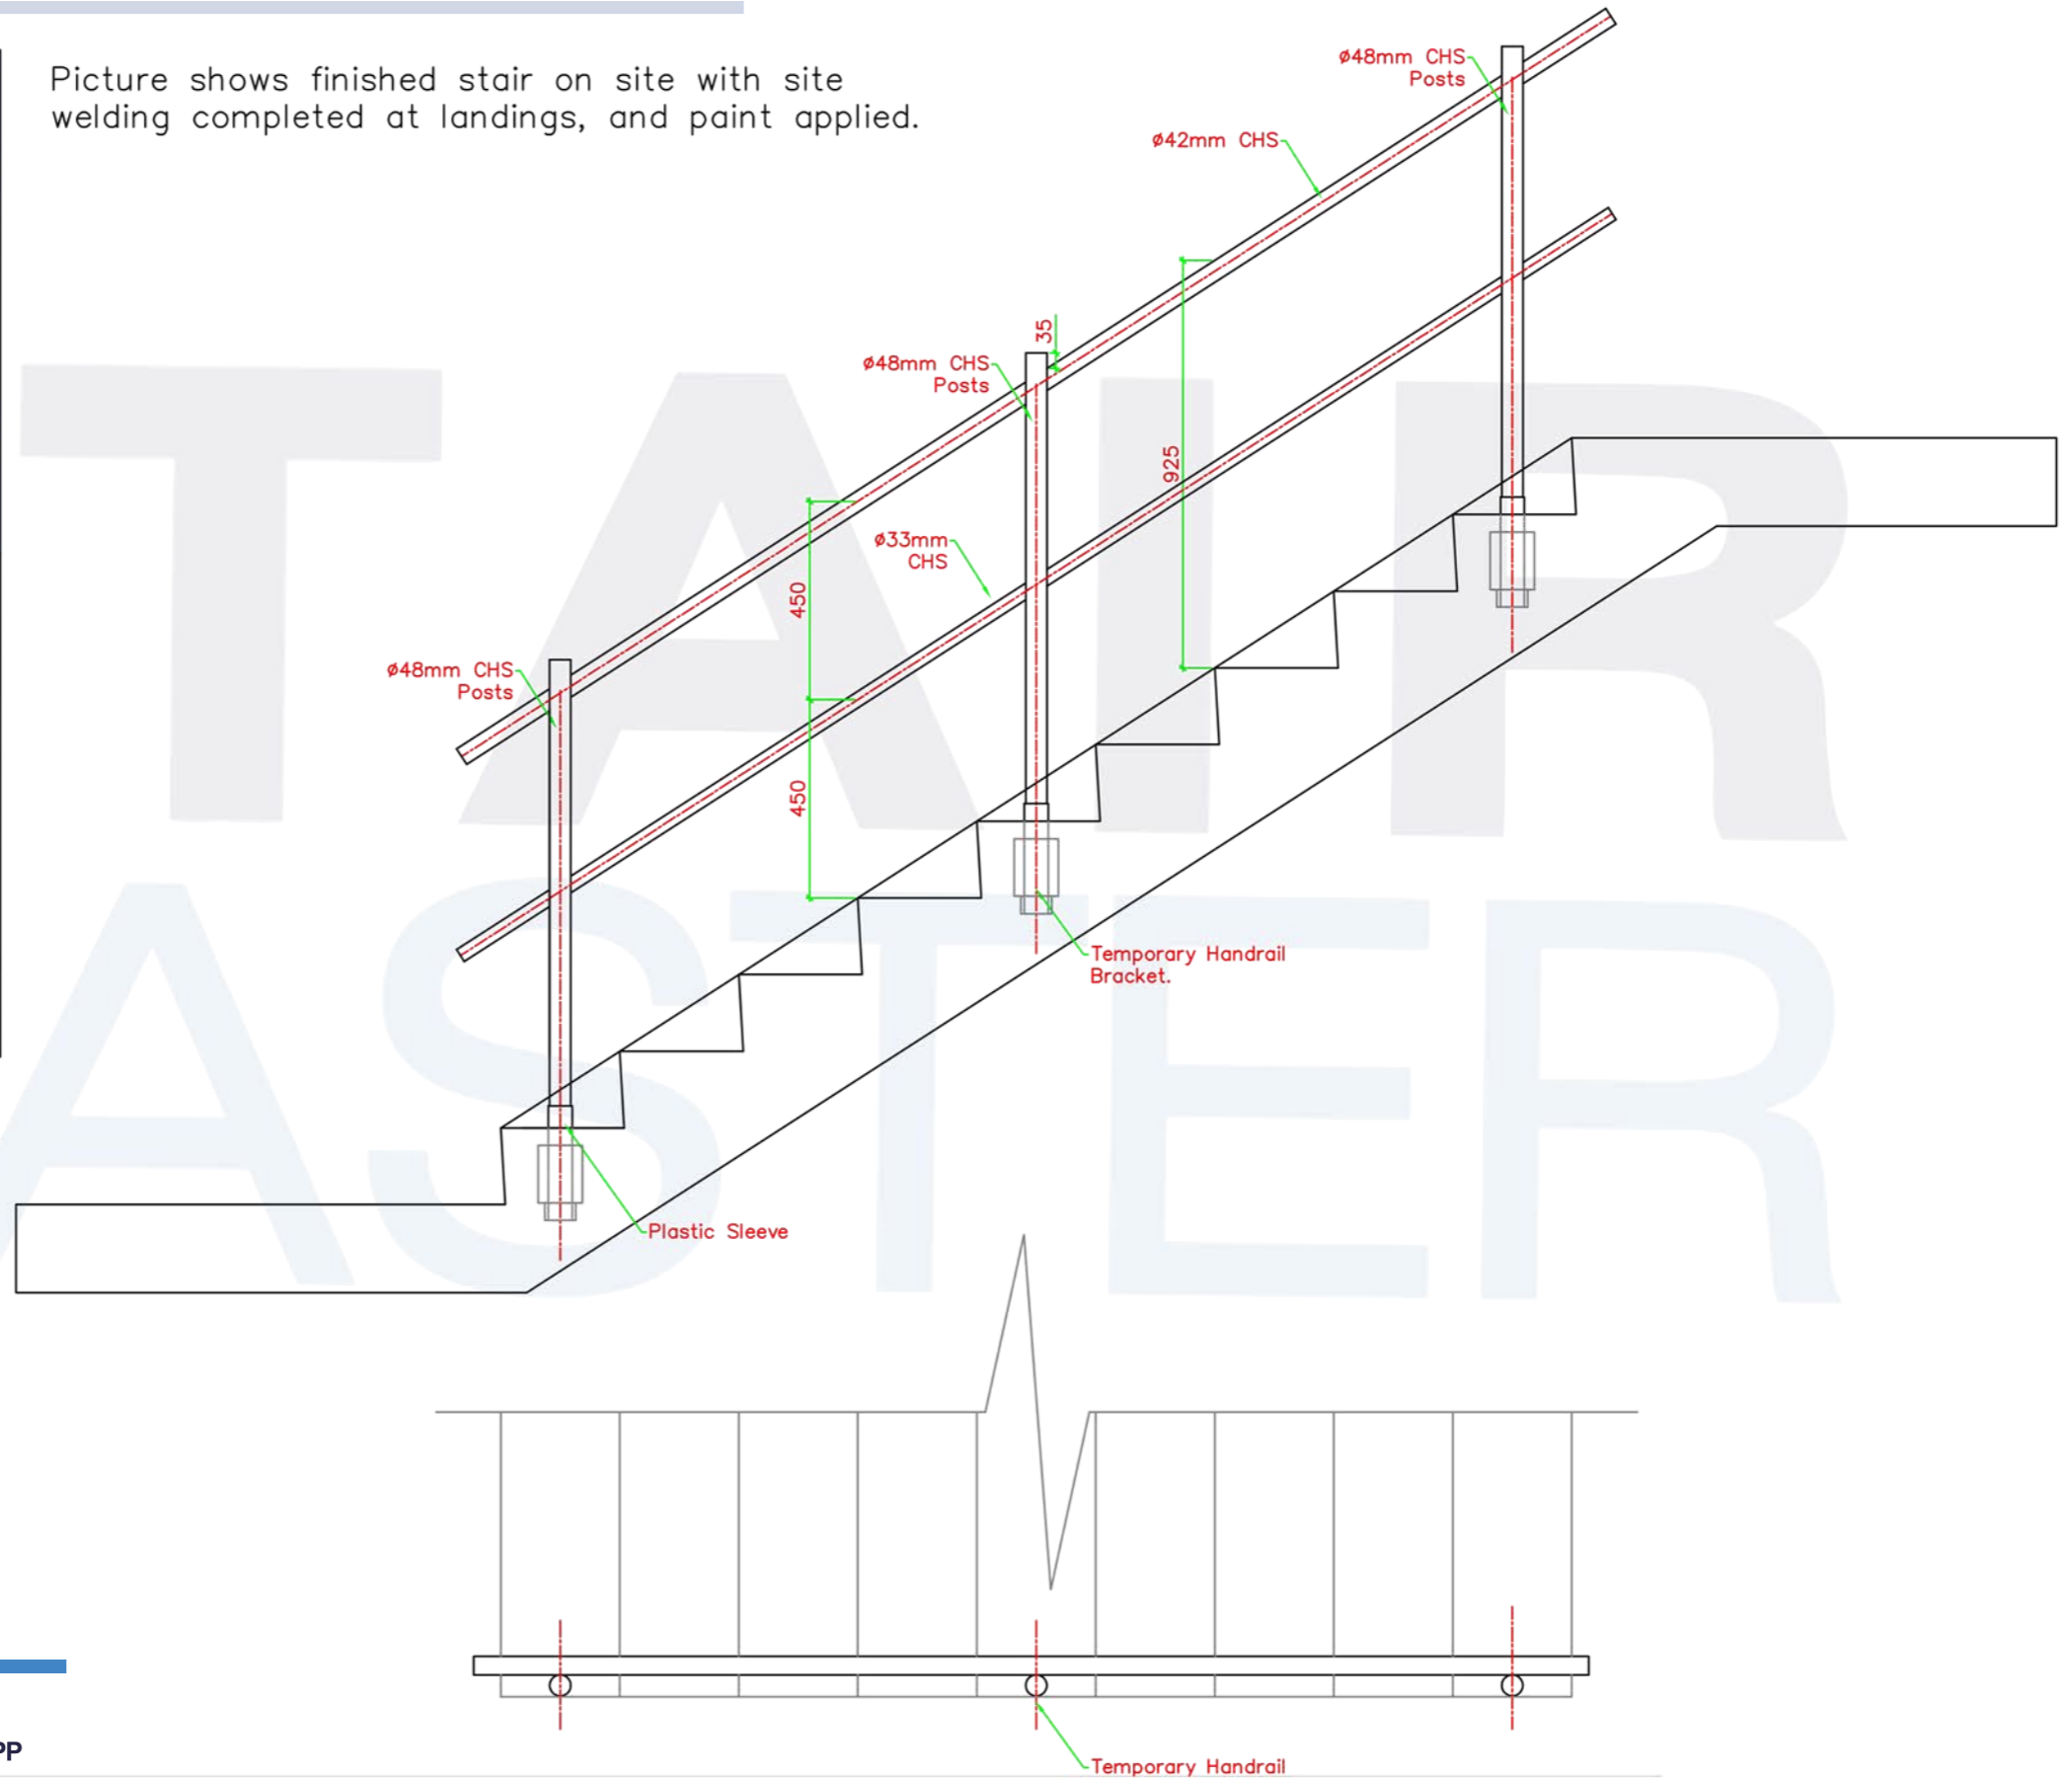 Picture shows finished stair on site with site
welding completed at landings, and paint applied.
ø48mm CHS
Posts
ø42mm CHS
35
ø48mm CHS
Posts
925
ø33mm
CHS
450
ø48mm CHS
Posts
450
Temporary Handrail
Bracket.
Plastic Sleeve
Temporary Handrail
TAIR
ASTER
PP